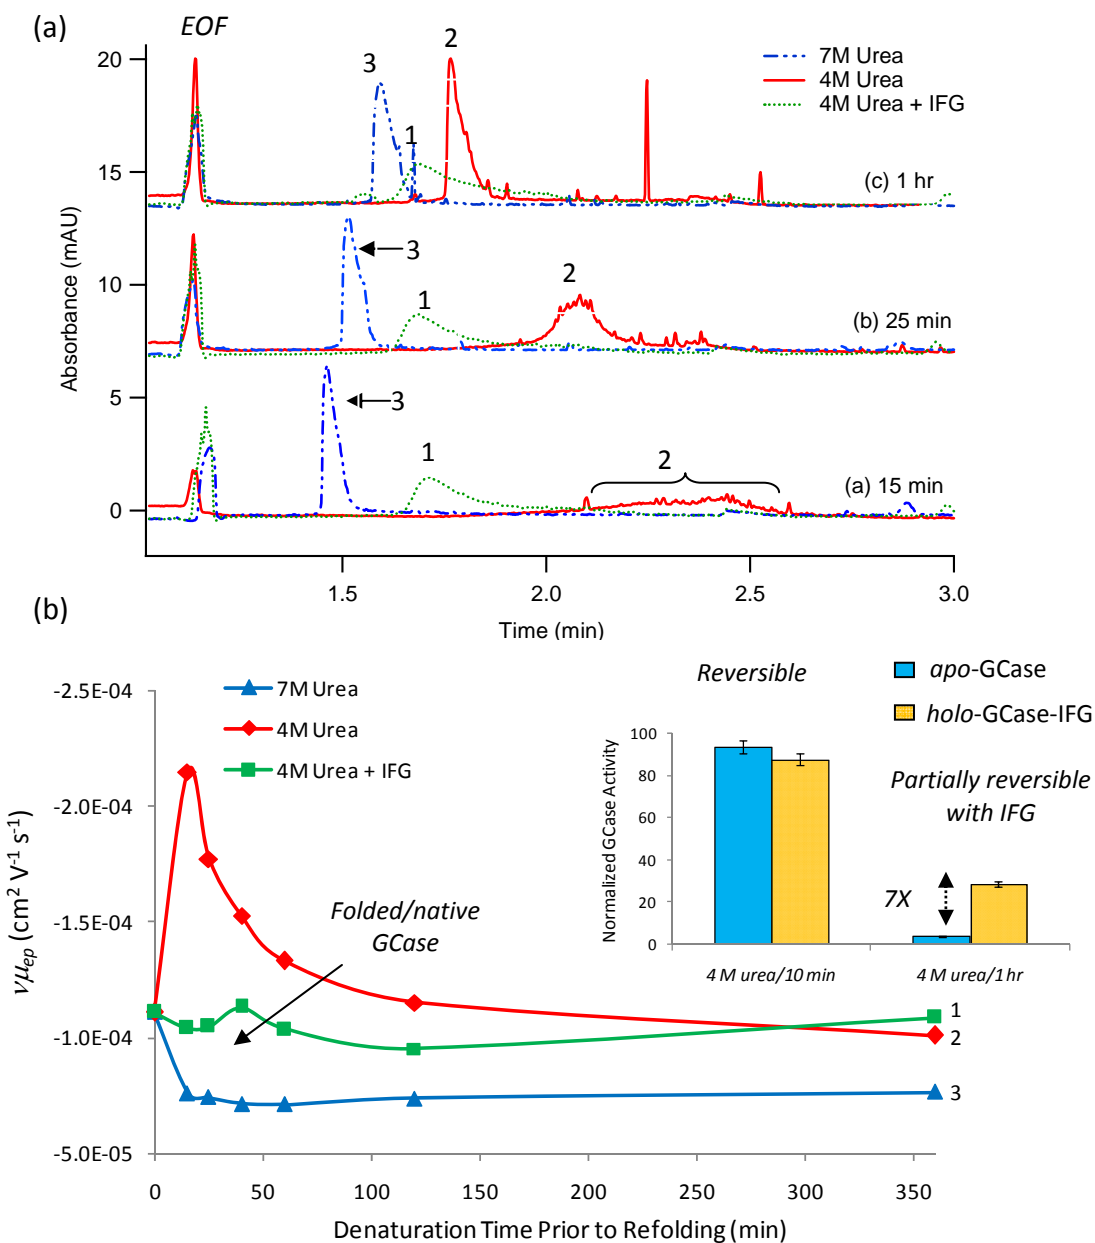 (a)
EOF
20
15
10
5
0
Absorbance (mAU)
7M Urea
4M Urea
4M Urea + IFG
3
2
1
(c) 1 hr
3
1
2
(b) 25 min
3
1
2
(a) 15 min
1.5
2.0
2.5
3.0
Time (min)
(b)
-2.5E-04
-2.0E-04
-1.5E-04
-1.0E-04
-5.0E-05
νμep (cm² V⁻¹ s⁻¹)
7M Urea
4M Urea
4M Urea + IFG
Folded/native
GCase
Reversible
apo-GCase
holo-GCase-IFG
Partially reversible
with IFG
Normalized GCase Activity
100
80
60
40
20
0
7X
4 M urea/10 min
4 M urea/1 hr
1
2
3
0
50
100
150
200
250
300
350
Denaturation Time Prior to Refolding (min)